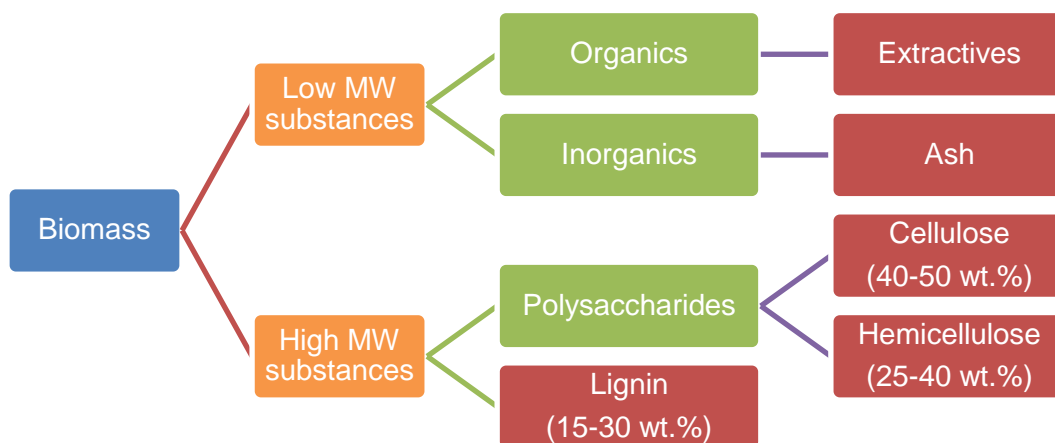 Biomass
Low MW
substances
Organics
Extractives
Inorganics
Ash
High MW
substances
Polysaccharides
Cellulose
(40-50 wt.%)
Hemicellulose
(25-40 wt.%)
Lignin
(15-30 wt.%)